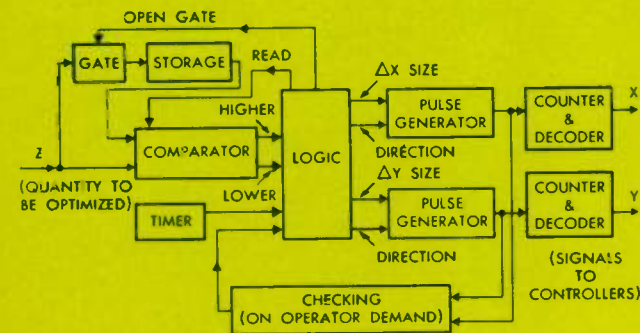 OPEN GATE
GATE
STORAGE
READ
HIGHER
Z
COMPARATOR
(QUANTITY TO
BE OPTIMIZED)
LOWER
TIMER
LOGIC
ΔX SIZE
PULSE
GENERATOR
DIRECTION
ΔY SIZE
PULSE
GENERATOR
DIRECTION
X
COUNTER
&
DECODER
Y
COUNTER
&
DECODER
(SIGNALS
TO
CONTROLLERS)
CHECKING
(ON OPERATOR DEMAND)